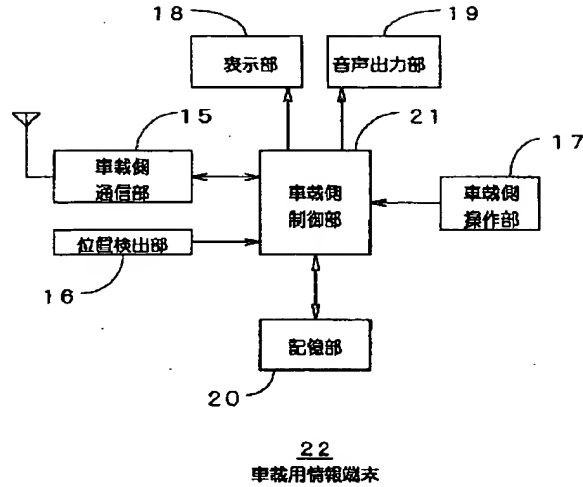 18
表示部
19
音声出力部
15
車載側
通信部
21
車載側
制御部
17
車載側
操作部
位置検出部
16
記憶部
20
22
車載用情報端末